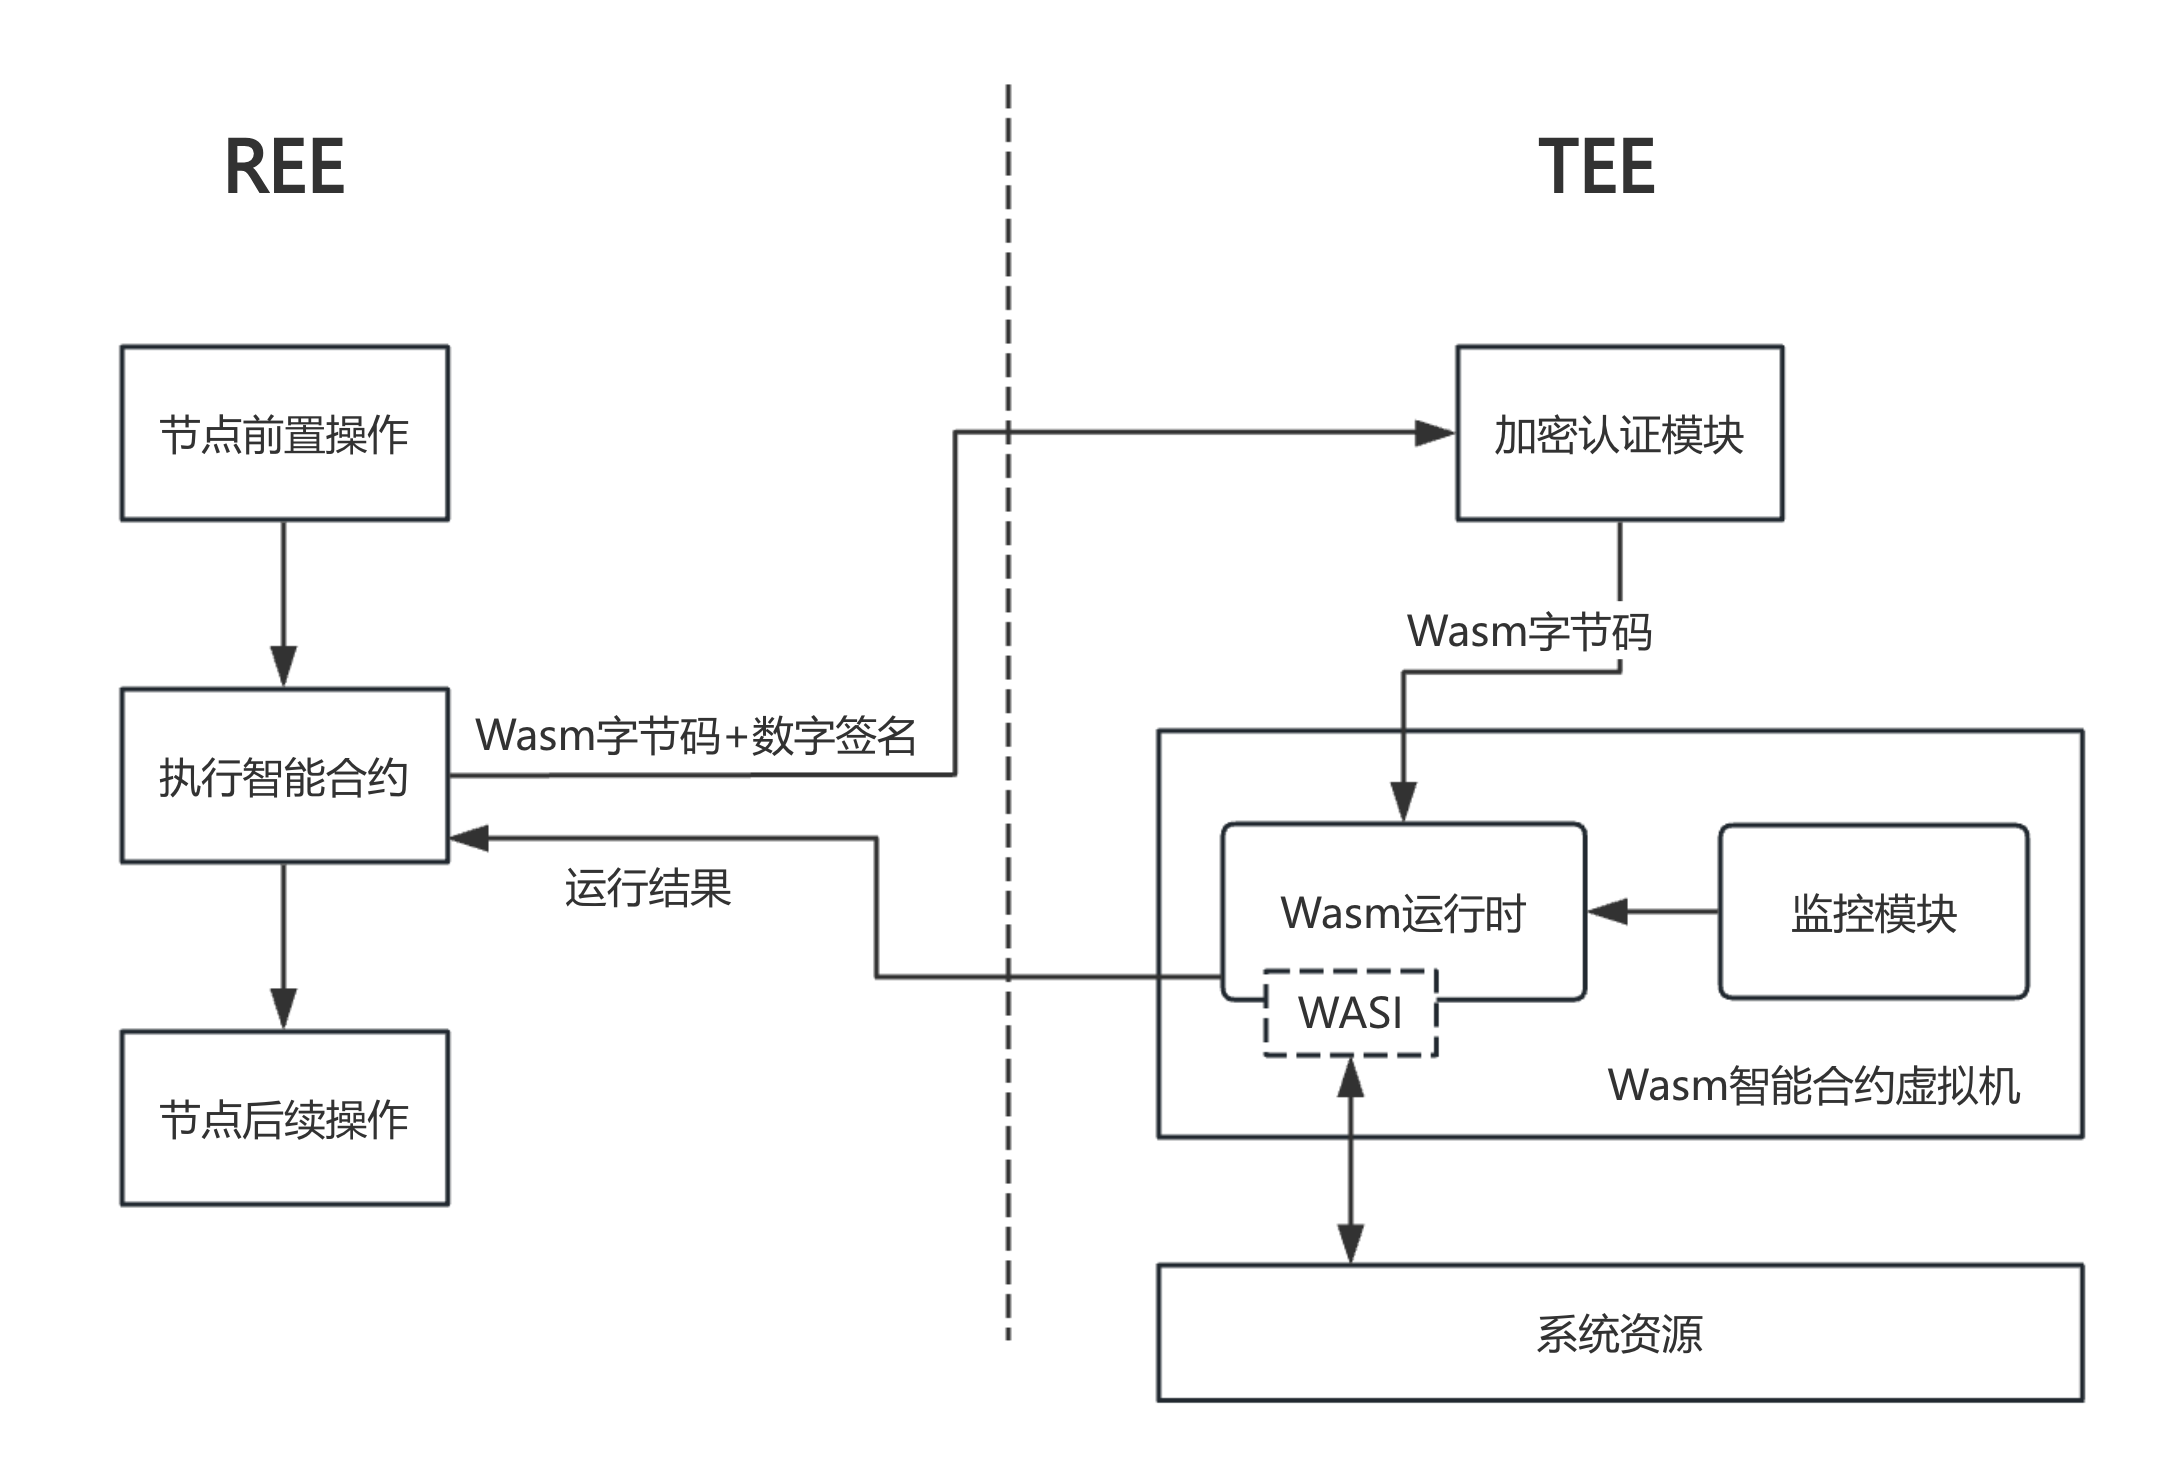 REE
TEE
节点前置操作
加密认证模块
Wasm字节码
Wasm字节码+数字签名
执行智能合约
运行结果
Wasm运行时
监控模块
WASI
Wasm智能合约虚拟机
节点后续操作
系统资源